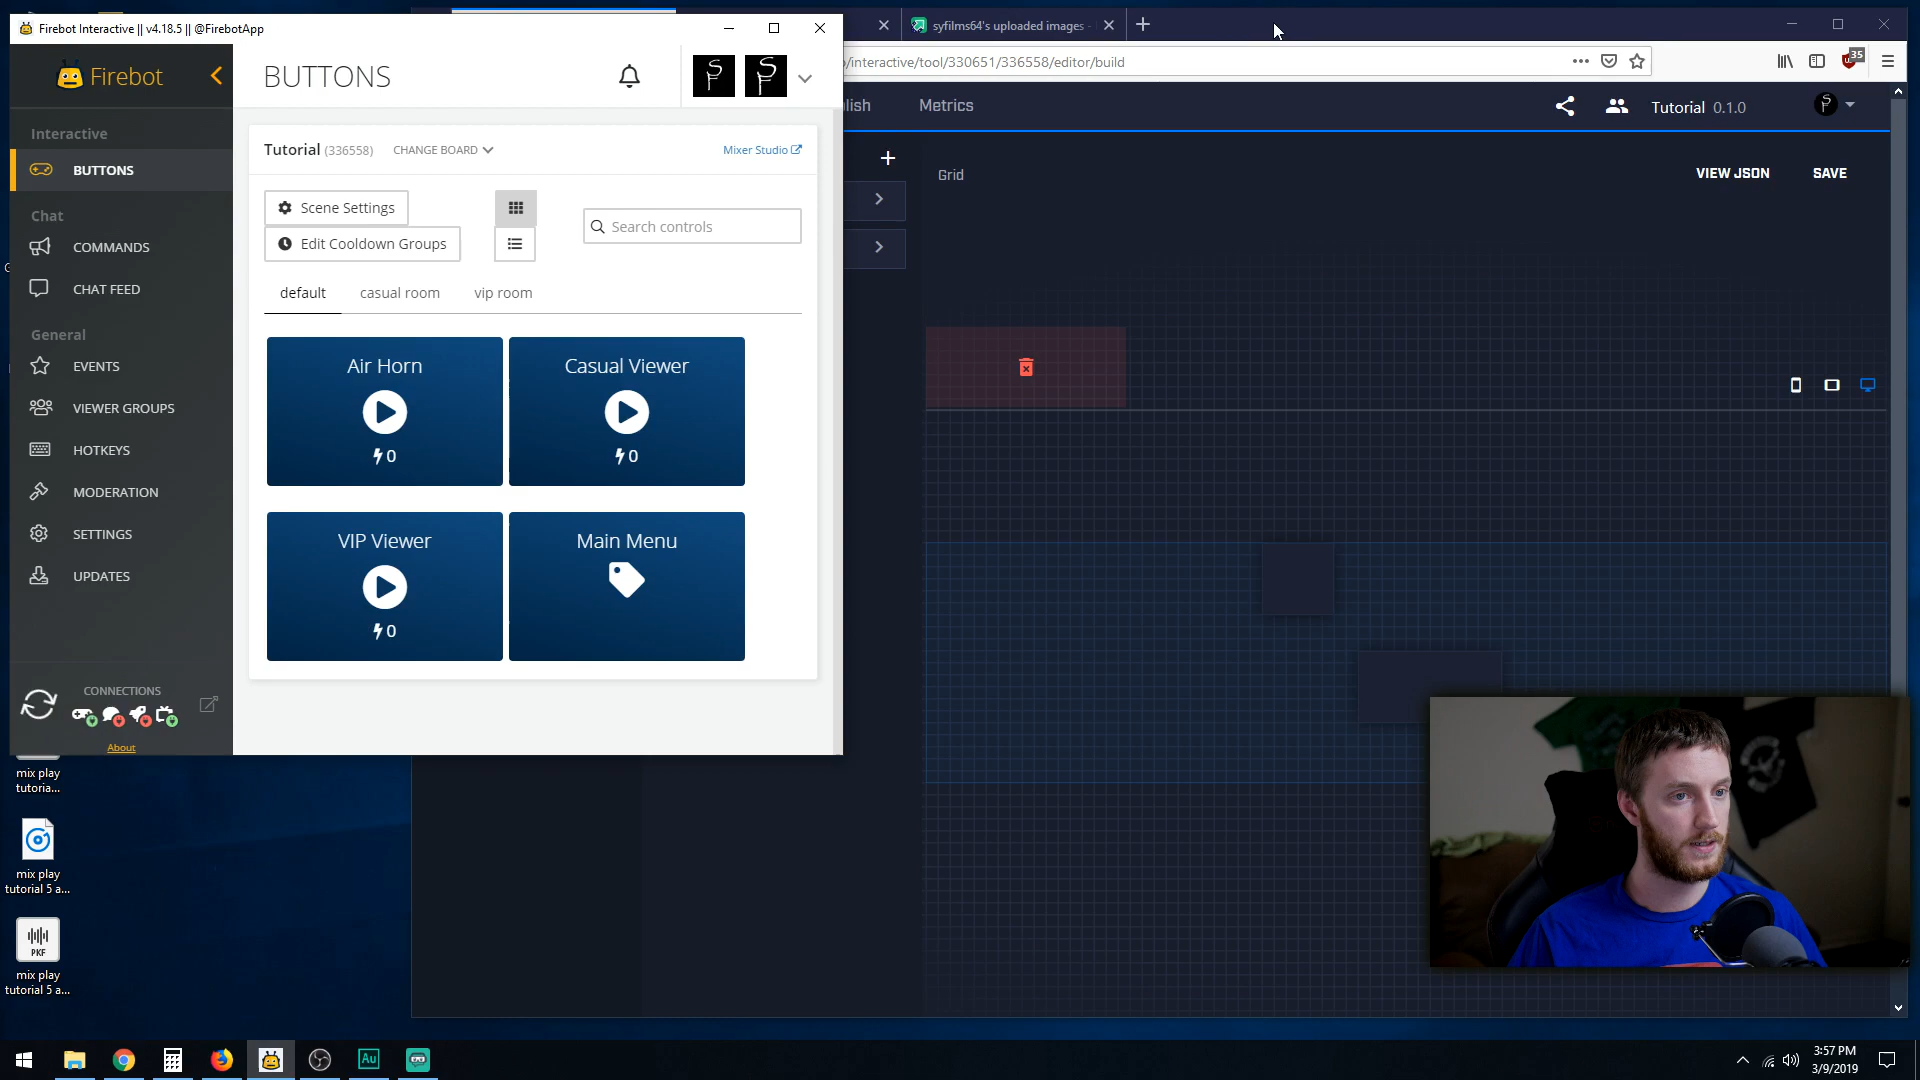 Firebot Interactive || v4.18.5 || @FirebotApp
syfilms64's uploaded images -
Firebot
BUTTONS
/interactive/tool/330651/336558/editor/build
35
Metrics
Tutorial 0.1.0
Interactive
BUTTONS
Tutorial (336558) CHANGE BOARD Mixer Studio
Grid
VIEW JSON
SAVE
Chat
Scene Settings
Search controls
COMMANDS
Edit Cooldown Groups
CHAT FEED
default
casual room
vip room
General
EVENTS
VIEWER GROUPS
HOTKEYS
MODERATION
SETTINGS
UPDATES
Air Horn
0
Casual Viewer
0
VIP Viewer
0
Main Menu
CONNECTIONS
About
mix play
tutoria...
mix play
tutorial 5 a...
PKF
mix play
tutorial 5 a...
Au
3:57 PM
3/9/2019